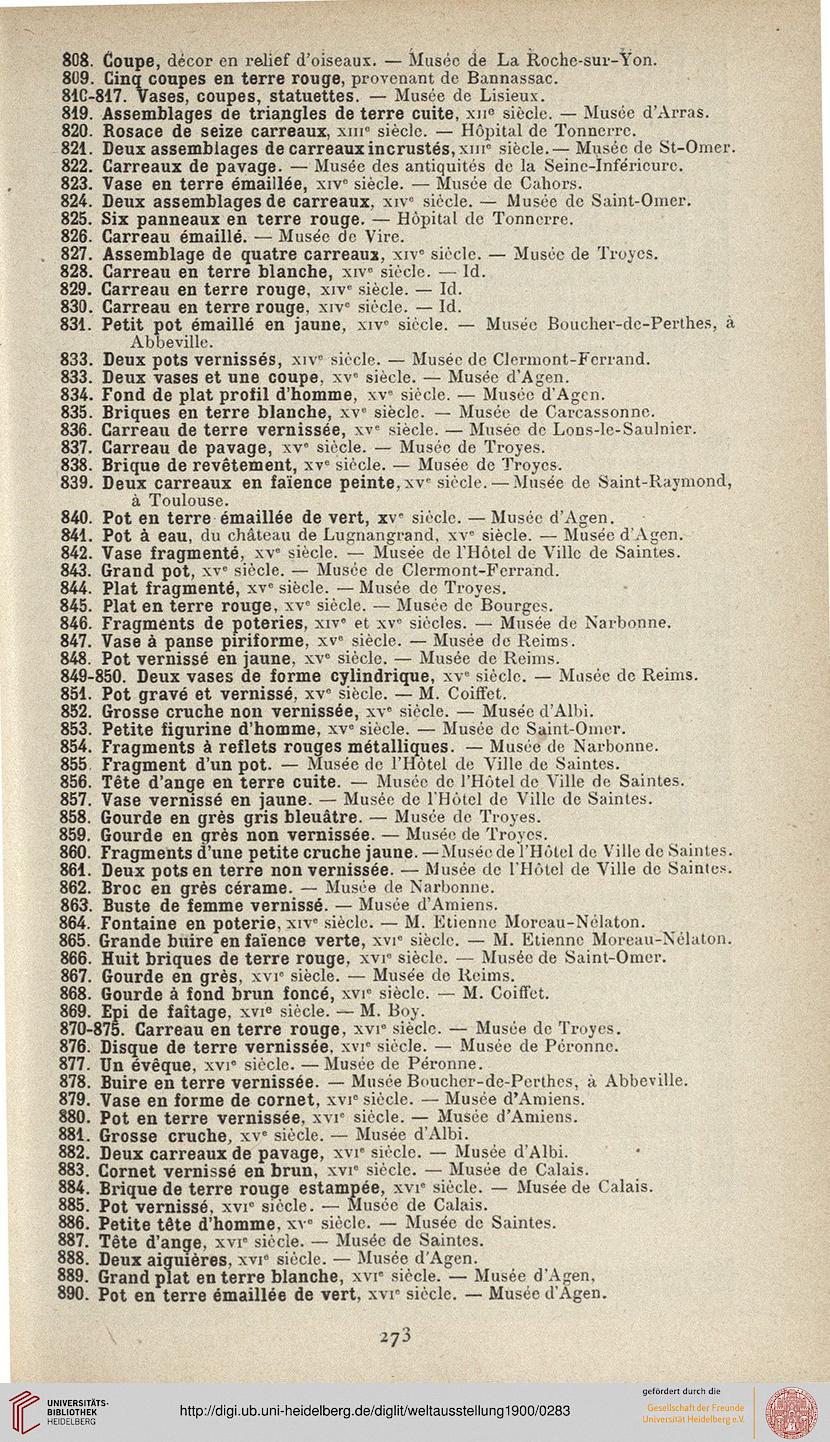 808. Coupe, décor en relief d'oiseaux. — Musée de La Roche-sur-Yon.
809. Cinq coupes en terre rouge, provenant de Bannassac.
810-817. Vases, coupes, statuettes. — Musée de Lisieux.
819. Assemblages de triangles de terre cuite, XIIe siècle. — Musée d'Arras.
820. Rosace de seize carreaux, XIIIe siècle. — Hôpital de Tonnerre.
821. Deux assemblages de carreaux incrustés, XIIIe siècle. — Musée de St-Omer.
822. Carreaux de pavage. — Musée des antiquités de la Seine-Inférieure.
823. Vase en terre émaillée, XIVe siècle. — Musée de Cahors.
824. Deux assemblages de carreaux, XIVe siècle. — Musée de Saint-Omer.
825. Six panneaux en terre rouge. — Hôpital de Tonnerre.
826. Carreau émaillé. — Musée de Vire.
827. Assemblage de quatre carreaux, XIVe siècle. — Musée de Troyes.
828. Carreau en terre blanche, XIVe siècle. — Id.
829. Carreau en terre rouge, XIVe siècle. — Id.
830. Carreau en terre rouge, XIVe siècle. — Id.
831. Petit pot émaillé en jaune, XIVe siècle. — Musée Boucher-de-Perthes, à
Abbeville.
833. Deux pots vernissés, XIVe siècle. — Musée de Clermont-Ferrand.
833. Deux vases et une coupe, XVe siècle. — Musée d'Agen.
834. Fond de plat profil d'homme, XVe siècle. — Musée d'Agen.
835. Briques en terre blanche, XVe siècle. — Musée de Carcassonne.
836. Carreau de terre vernissée, XVe siècle. — Musée de Lons-le-Saulnier.
837. Carreau de pavage, XVe siècle. — Musée de Troyes.
838. Brique de revêtement, XVe siècle. — Musée de Troyes.
839. Deux carreaux en faïence peinte, XVe siècle. — Musée de Saint-Raymond,
à Toulouse.
840. Pot en terre émaillée de vert, XVe siècle. — Musée d'Agen.
841. Pot à eau, du château de Lugnangrand, XVe siècle. — Musée d'Agen.
842. Vase fragmenté, XVe siècle. — Musée de l'Hôtel de Ville de Saintes.
843. Grand pot, XVe siècle. — Musée de Clermont-Ferrand.
844. Plat fragmenté, XVe siècle. — Musée de Troyes.
845. Plat en terre rouge, XVe siècle. — Musée de Bourges.
846. Fragments de poteries, XIVe et XVe siècles. — Musée de Narbonne.
847. Vase à panse piriforme, XVe siècle. — Musée de Reims.
848. Pot vernissé en jaune, XVe siècle. — Musée de Reims.
849-850. Deux vases de forme cylindrique, XVe siècle. — Musée de Reims.
851. Pot gravé et vernissé, XVe siècle. — M. Coiffet.
852. Grosse cruche non vernissée, XVe siècle. — Musée d'Albi.
853. Petite figurine d'homme, XVe siècle. — Musée de Saint-Omer.
854. Fragments à reflets rouges métalliques. — Musée de Narbonne.
855 Fragment d'un pot. — Musée de l'Hôtel de Ville de Saintes.
856. Tête d'ange en terre cuite. — Musée de l'Hôtel de Ville de Saintes.
857. Vase vernissé en jaune. — Musée de l'Hôtel de Ville de Saintes.
858. Gourde en grès gris bleuâtre. — Musée de Troyes.
859. Gourde en grès non vernissée. — Musée de Troyes.
860. Fragments d'une petite cruche jaune. — Musée de l'Hôtel de Ville de Saintes.
861. Deux pots en terre non vernissée. — Musée de l'Hôtel de Ville de Saintes.
862. Broc en grès cérame. — Musée de Narbonne.
863. Buste de femme vernissé. — Musée d'Amiens.
864. Fontaine en poterie, XIVe siècle. — M. Etienne Moreau-Nélaton.
865. Grande buire en faïence verte, XVIe siècle. — M. Etienne Moreau-Nélaton.
866. Huit briques de terre rouge, XVIe siècle. — Musée de Saint-Omer.
867. Gourde en grès, XVIe siècle. — Musée de Reims.
868. Gourde à fond brun foncé, XVIe siècle. — M. Coiffet.
869. Epi de faîtage, XVIe siècle. — M. Boy.
870-875. Carreau en terre rouge, XVIe siècle. — Musée de Troyes.
876. Disque de terre vernissée, XVIe siècle. — Musée de Péronne.
877. Un évêque, XVIe siècle. — Musée de Péronne.
878. Buire en terre vernissée. — Musée Boucher-de-Perthes, à Abbeville.
879. Vase en forme de cornet, XVIe siècle. — Musée d'Amiens.
880. Pot en terre vernissée, XVIe siècle. — Musée d'Amiens.
881. Grosse cruche, XVe siècle. — Musée d'Albi.
882. Deux carreaux de pavage, XVIe siècle. — Musée d'Albi.
883. Cornet vernissé en brun, XVIe siècle. — Musée de Calais.
884. Brique de terre rouge estampée, XVIe siècle. — Musée de Calais.
885. Pot vernissé, XVIe siècle. — Musée de Calais.
886. Petite tête d'homme, XVe siècle. — Musée de Saintes.
887. Tête d'ange, XVIe siècle. — Musée de Saintes.
888. Deux aiguières, XVIe siècle. — Musée d'Agen.
889. Grand plat en terre blanche, XVIe siècle. — Musée d'Agen,
890. Pot en terre émaillée de vert, XVIe siècle. — Musée d'Agen.
273
UNIVERSITÄTS-
BIBLIOTHEK
HEIDELBERG
http://digi.ub.uni-heidelberg.de/diglit/weltausstellung1900/0283
gefördert durch die
Gesellschaft der Freunde
Universität Heidelberg e.V.